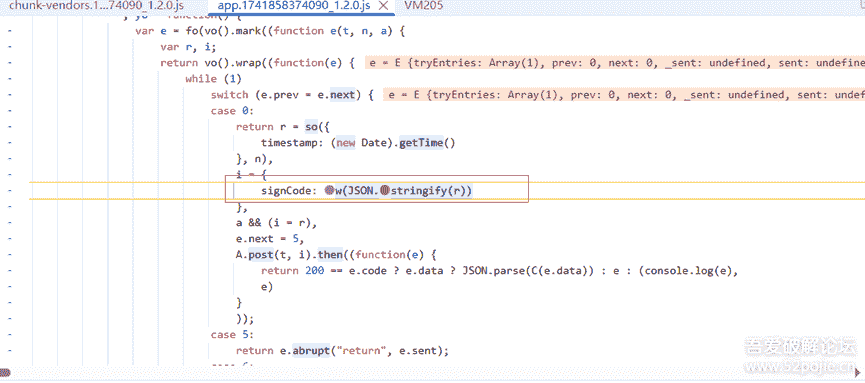 chunk-vendors.1...74090_1.2.0.js app.1741858374090_1.2.0.js VM205
var e = fo(vo().mark((function e(t, n, a) {
var r, i;
return vo().wrap((function(e) { e = E {tryEntries: Array(1), prev: 0, next: 0, _sent: undefined, sent: undefine
while (1)
switch (e.prev = e.next) { e = E {tryEntries: Array(1), prev: 0, next: 0, _sent: undefined, sent: unde
case 0:
return r = so({
timestamp: (new Date).getTime()
}, n),
i = {
signCode: w(JSON.stringify(r))
},
a && (i = r),
e.next = 5,
A.post(t, i).then((function(e) {
return 200 == e.code ? e.data ? JSON.parse(C(e.data)) : e : (console.log(e),
e)
}
));
case 5:
return e.abrupt("return", e.sent);
吾爱破解论坛
www.52pojie.cn